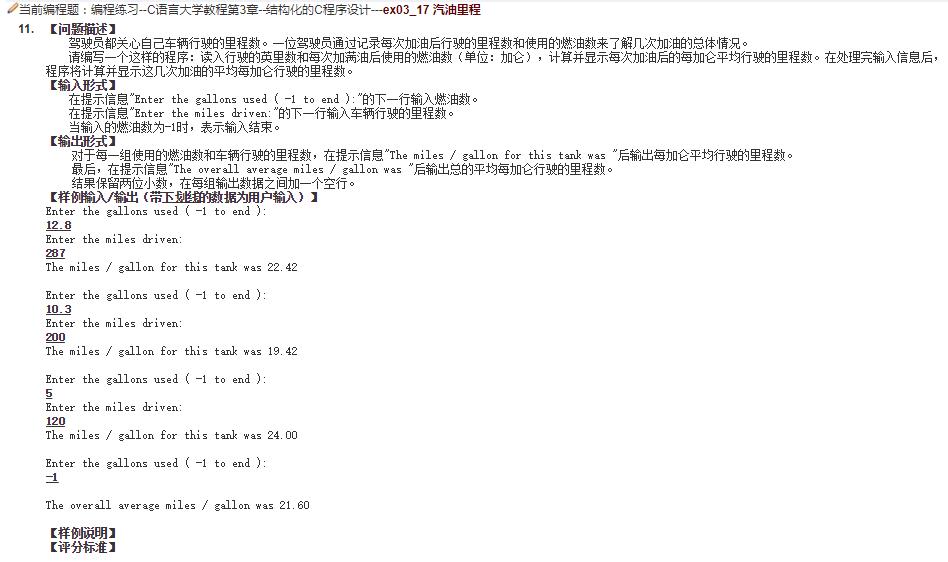 当前编程题：编程练习--C语言大学教程第3章--结构化的C程序设计---ex03_17 汽油里程
11. 【问题描述】
驾驶员都关心自己车辆行驶的里程数。一位驾驶员通过记录每次加油后行驶的里程数和使用的燃油数来了解几次加油的总体情况。
请编写一个这样的程序：读入行驶的英里数和每次加满油后使用的燃油数（单位：加仑），计算并显示每次加油后的每加仑平均行驶的里程数。在处理完输入信息后，
程序将计算并显示这几次加油的平均每加仑行驶的里程数。
【输入形式】
在提示信息"Enter the gallons used ( -1 to end ):"的下一行输入燃油数。
在提示信息"Enter the miles driven:"的下一行输入车辆行驶的里程数。
当输入的燃油数为-1时，表示输入结束。
【输出形式】
对于每一组使用的燃油数和车辆行驶的里程数，在提示信息"The miles / gallon for this tank was "后输出每加仑平均行驶的里程数。
最后，在提示信息"The overall average miles / gallon was "后输出总的平均每加仑行驶的里程数。
结果保留两位小数，在每组输出数据之间加一个空行。
【样例输入/输出（带下划线的数据为用户输入）】
Enter the gallons used ( -1 to end ):
12.8
Enter the miles driven:
287
The miles / gallon for this tank was 22.42
Enter the gallons used ( -1 to end ):
10.3
Enter the miles driven:
200
The miles / gallon for this tank was 19.42
Enter the gallons used ( -1 to end ):
5
Enter the miles driven:
120
The miles / gallon for this tank was 24.00
Enter the gallons used ( -1 to end ):
-1
The overall average miles / gallon was 21.60
【样例说明】
【评分标准】